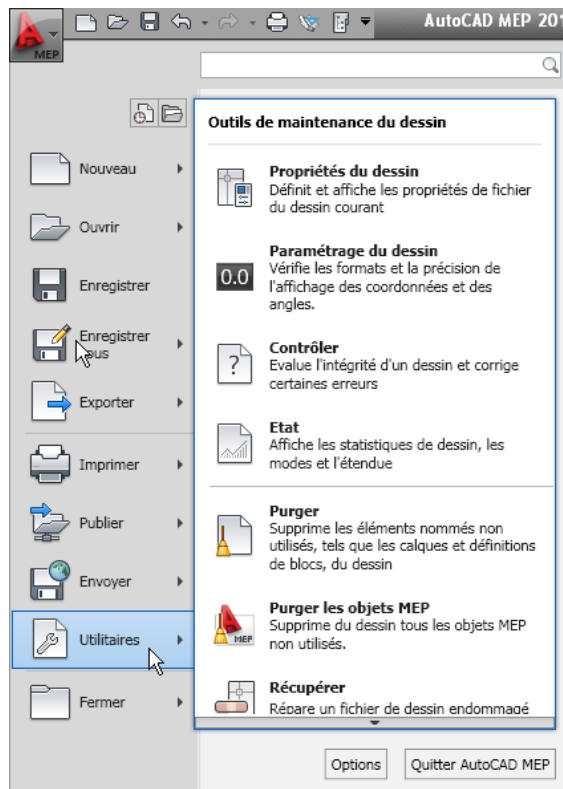 AutoCAD MEP 201
MEP
Outils de maintenance du dessin
Nouveau
Ouvrir
Enregistrer
Enregistrer
sous
Exporter
Imprimer
Publier
Envoyer
Utilitaires
Fermer
Propriétés du dessin
Définit et affiche les propriétés de fichier
du dessin courant
0.0
Paramétrage du dessin
Vérifie les formats et la précision de
l'affichage des coordonnées et des
angles.
?
Contrôler
Evalue l'intégrité d'un dessin et corrige
certaines erreurs
Etat
Affiche les statistiques de dessin, les
modes et l'étendue
Purger
Supprime les éléments nommés non
utilisés, tels que les calques et définitions
de blocs, du dessin
MEP
Purger les objets MEP
Supprime du dessin tous les objets MEP
non utilisés.
Récupérer
Répare un fichier de dessin endommagé
Options
Quitter AutoCAD MEP